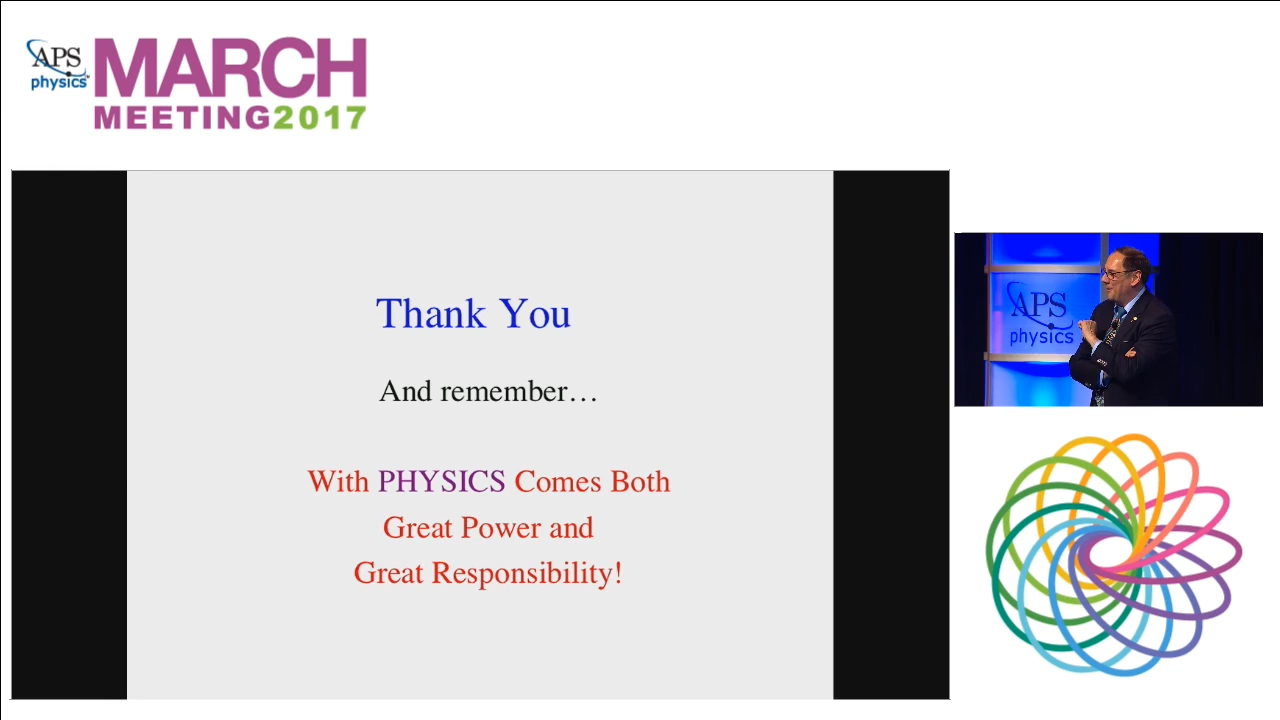 APS
physics
MARCH
MEETING2017
Thank You
And remember…
With PHYSICS Comes Both
Great Power and
Great Responsibility!
APS
physics